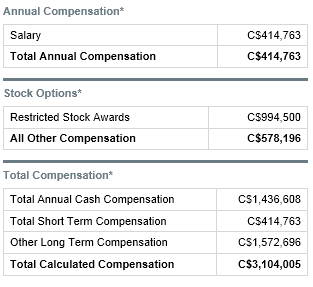 Annual Compensation*
Salary C$414,763
Total Annual Compensation C$414,763
Stock Options*
Restricted Stock Awards C$994,500
All Other Compensation C$578,196
Total Compensation*
Total Annual Cash Compensation C$1,436,608
Total Short Term Compensation C$414,763
Other Long Term Compensation C$1,572,696
Total Calculated Compensation C$3,104,005